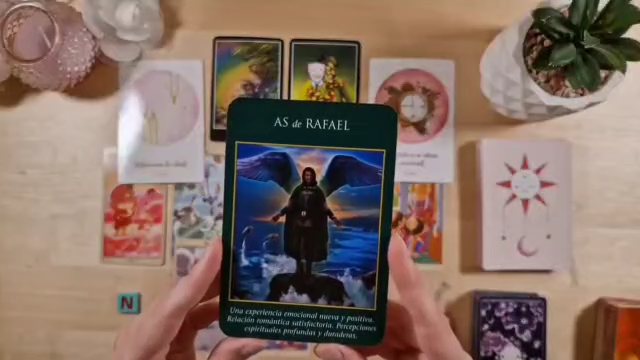 AS de RAFAEL
Una experiencia emocional nueva y positiva.
Relación romántica satisfactoria. Percepciones
espirituales profundas y duraderas.
N